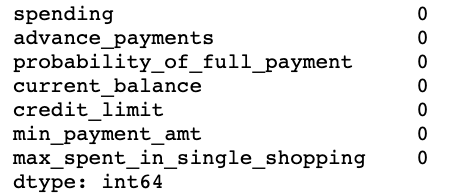 spending 0
advance_payments 0
probability_of_full_payment 0
current_balance 0
credit_limit 0
min_payment_amt 0
max_spent_in_single_shopping 0
dtype: int64